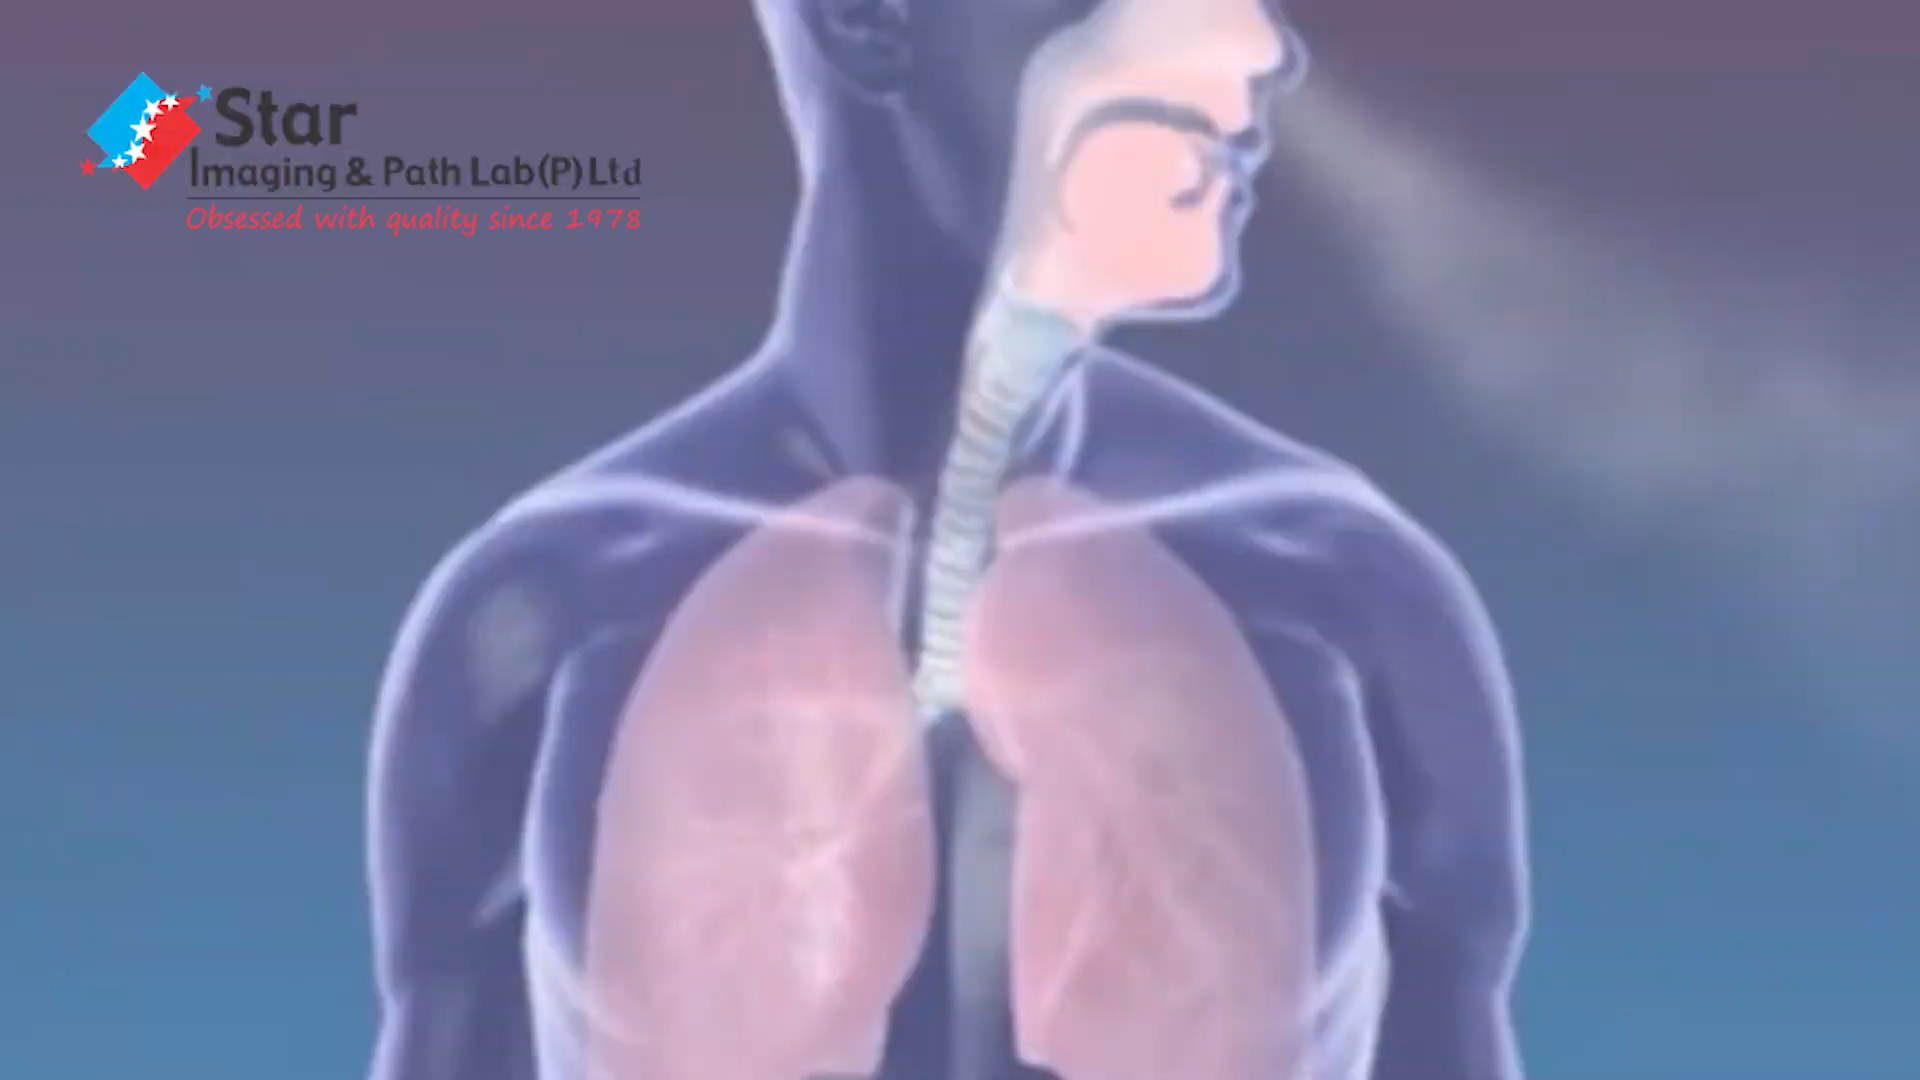 Star
Imaging & Path Lab(P)Ltd
Obsessed with quality since 1978